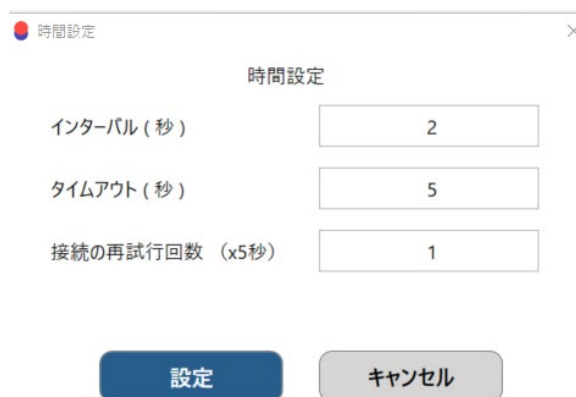 時間設定
時間設定
インターバル ( 秒 )
2
タイムアウト ( 秒 )
5
接続の再試行回数 （x5秒）
1
設定
キャンセル